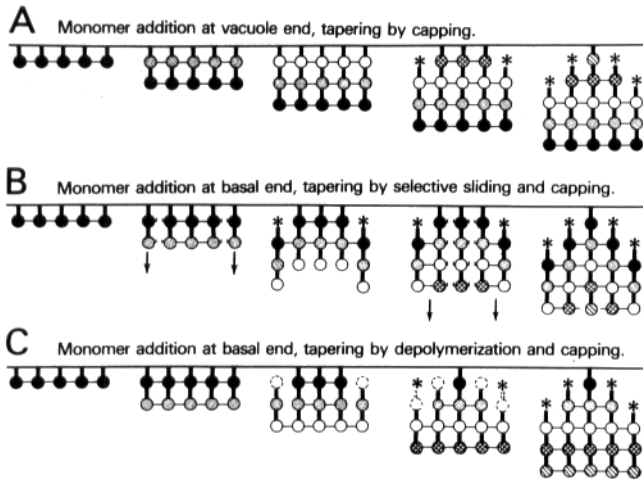 A Monomer addition at vacuole end, tapering by capping.
* * * *
B Monomer addition at basal end, tapering by selective sliding and capping.
* * * * * * * *
C Monomer addition at basal end, tapering by depolymerization and capping.
* * * * * *